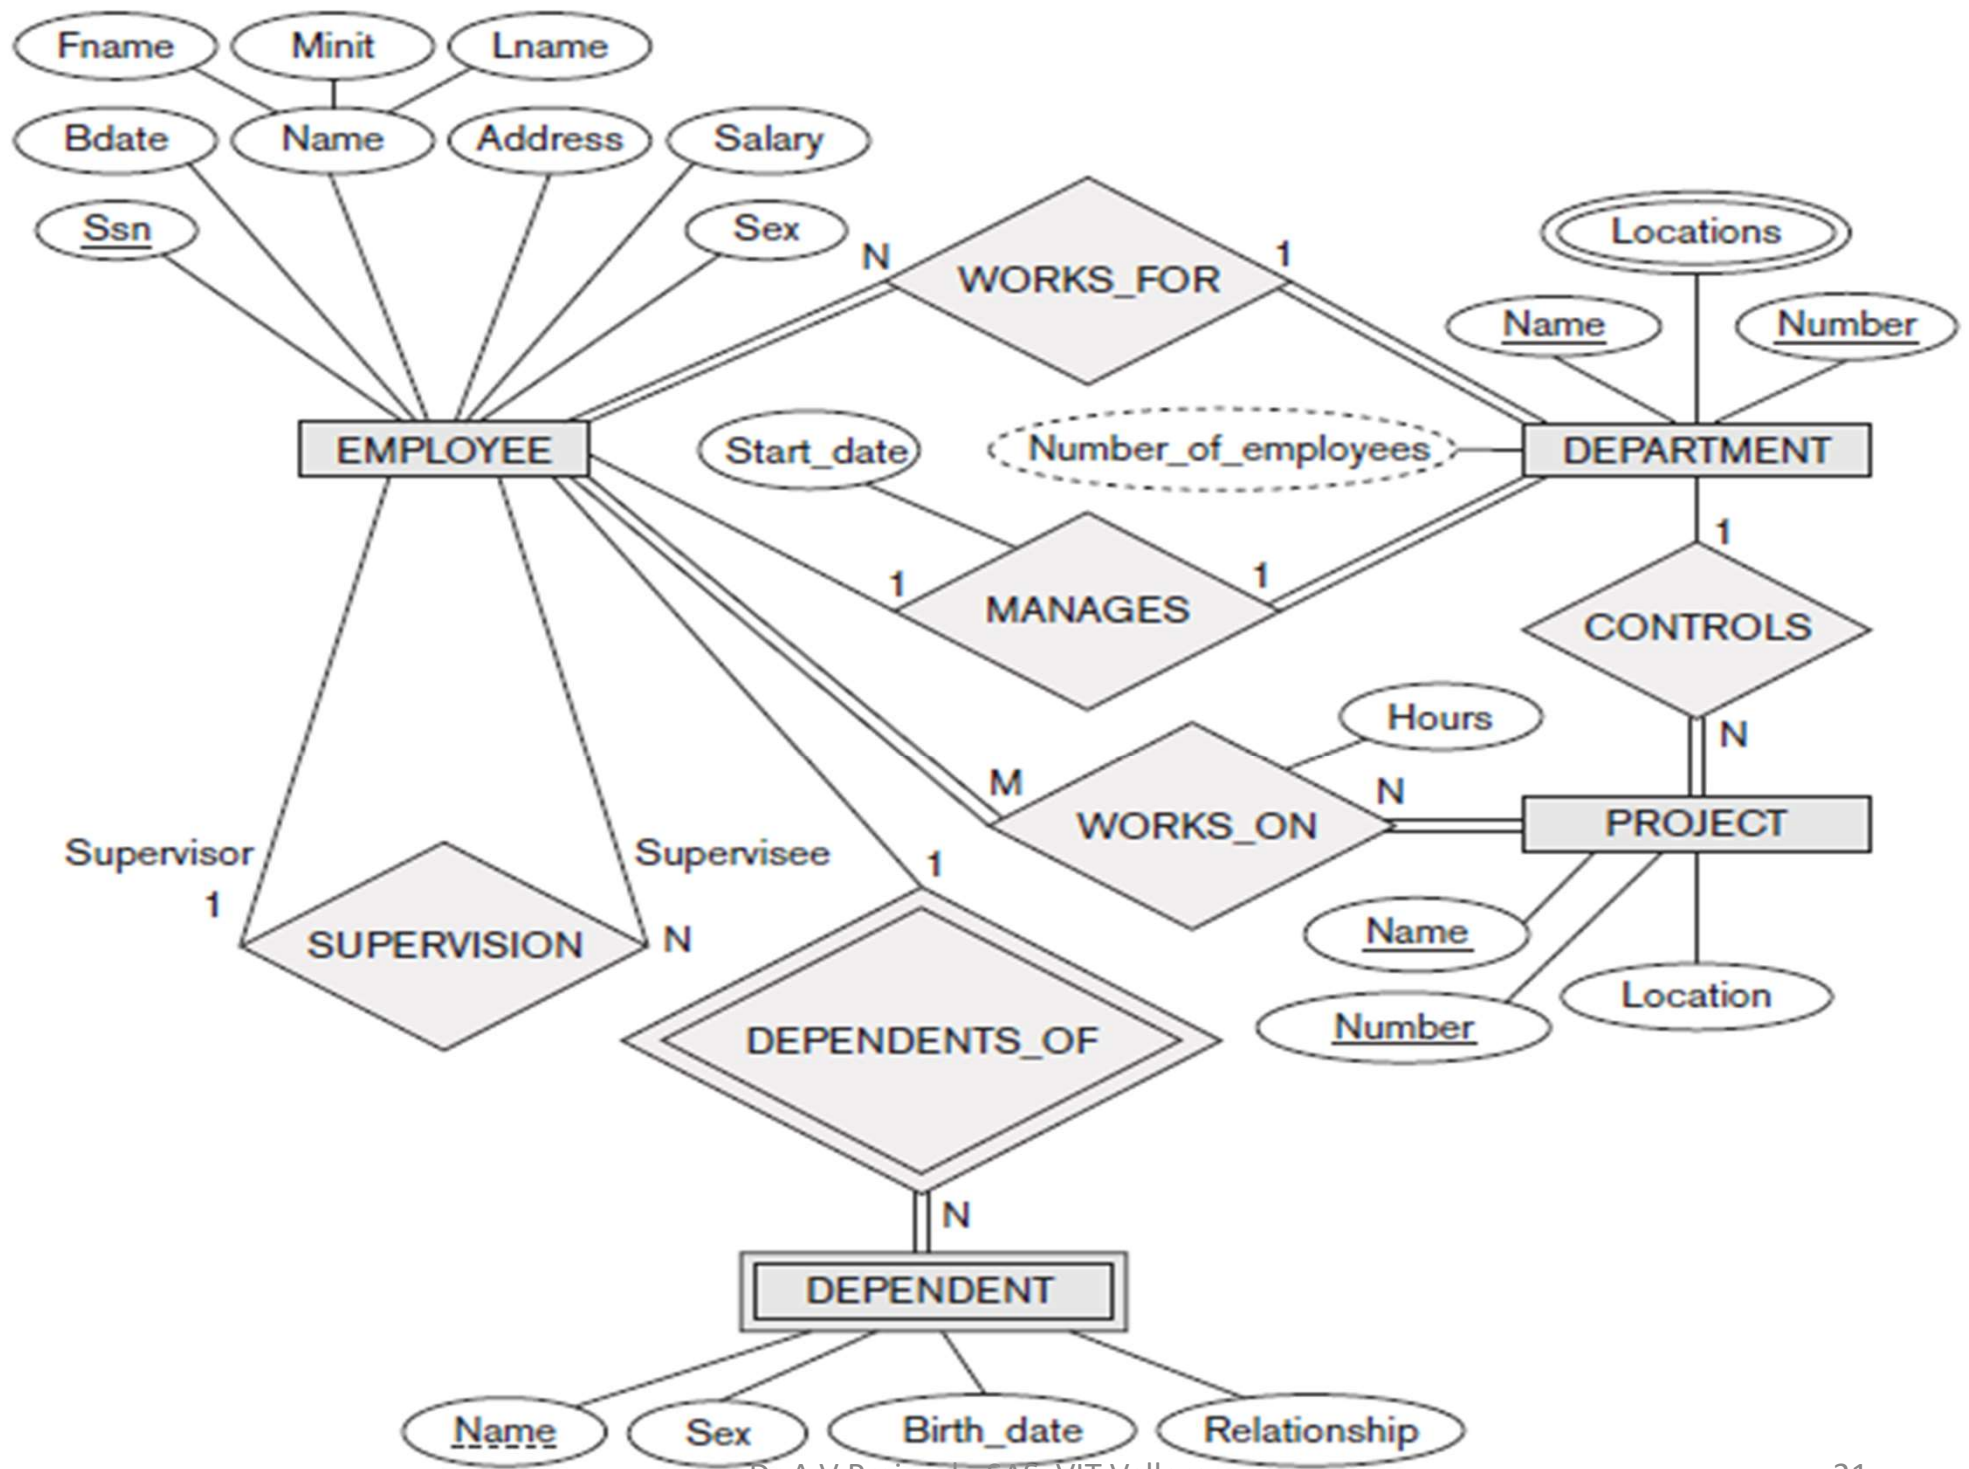 Fname Minit Lname
Bdate Name Address Salary
Ssn Sex
N WORKS_FOR 1
Locations
Name Number
EMPLOYEE Start_date Number_of_employees DEPARTMENT
1
1 MANAGES 1
CONTROLS
Hours
N
M WORKS_ON N
PROJECT
Supervisor Supervisee
1
1 SUPERVISION N
Name
Location
Number
DEPENDENTS_OF
N
DEPENDENT
Name Sex Birth_date Relationship